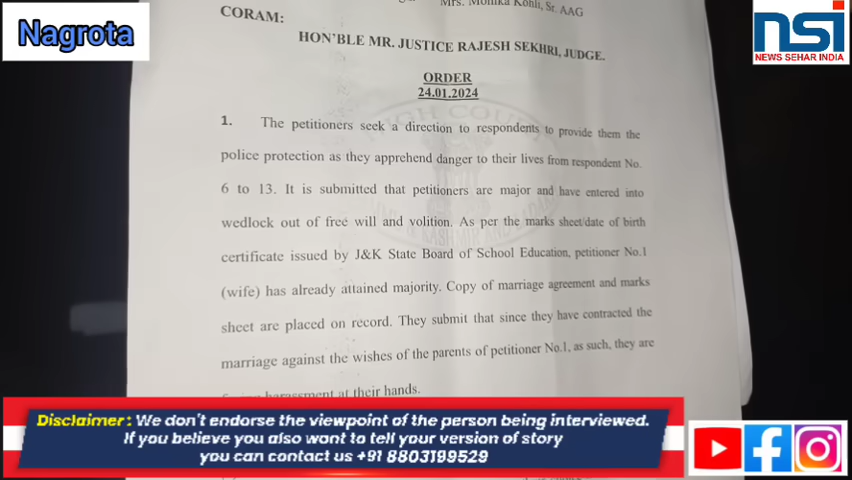 Nagrota
Mrs. Monika Kohli, Sr. AAG
nsi
NEWS SEHAR INDIA
CORAM:
HON'BLE MR. JUSTICE RAJESH SEKHRI, JUDGE.
ORDER
24.01.2024
1. The petitioners seek a direction to respondents to provide them the
police protection as they apprehend danger to their lives from respondent No.
6 to 13. It is submitted that petitioners are major and have entered into
wedlock out of free will and volition. As per the marks sheet/date of birth
certificate issued by J&K State Board of School Education, petitioner No.1
(wife) has already attained majority. Copy of marriage agreement and marks
sheet are placed on record. They submit that since they have contracted the
marriage against the wishes of the parents of petitioner No.1, as such, they are
harassment at their hands.
Disclaimer: We don't endorse the viewpoint of the person being interviewed.
If you believe you also want to tell your version of story
you can contact us +91 8803199529